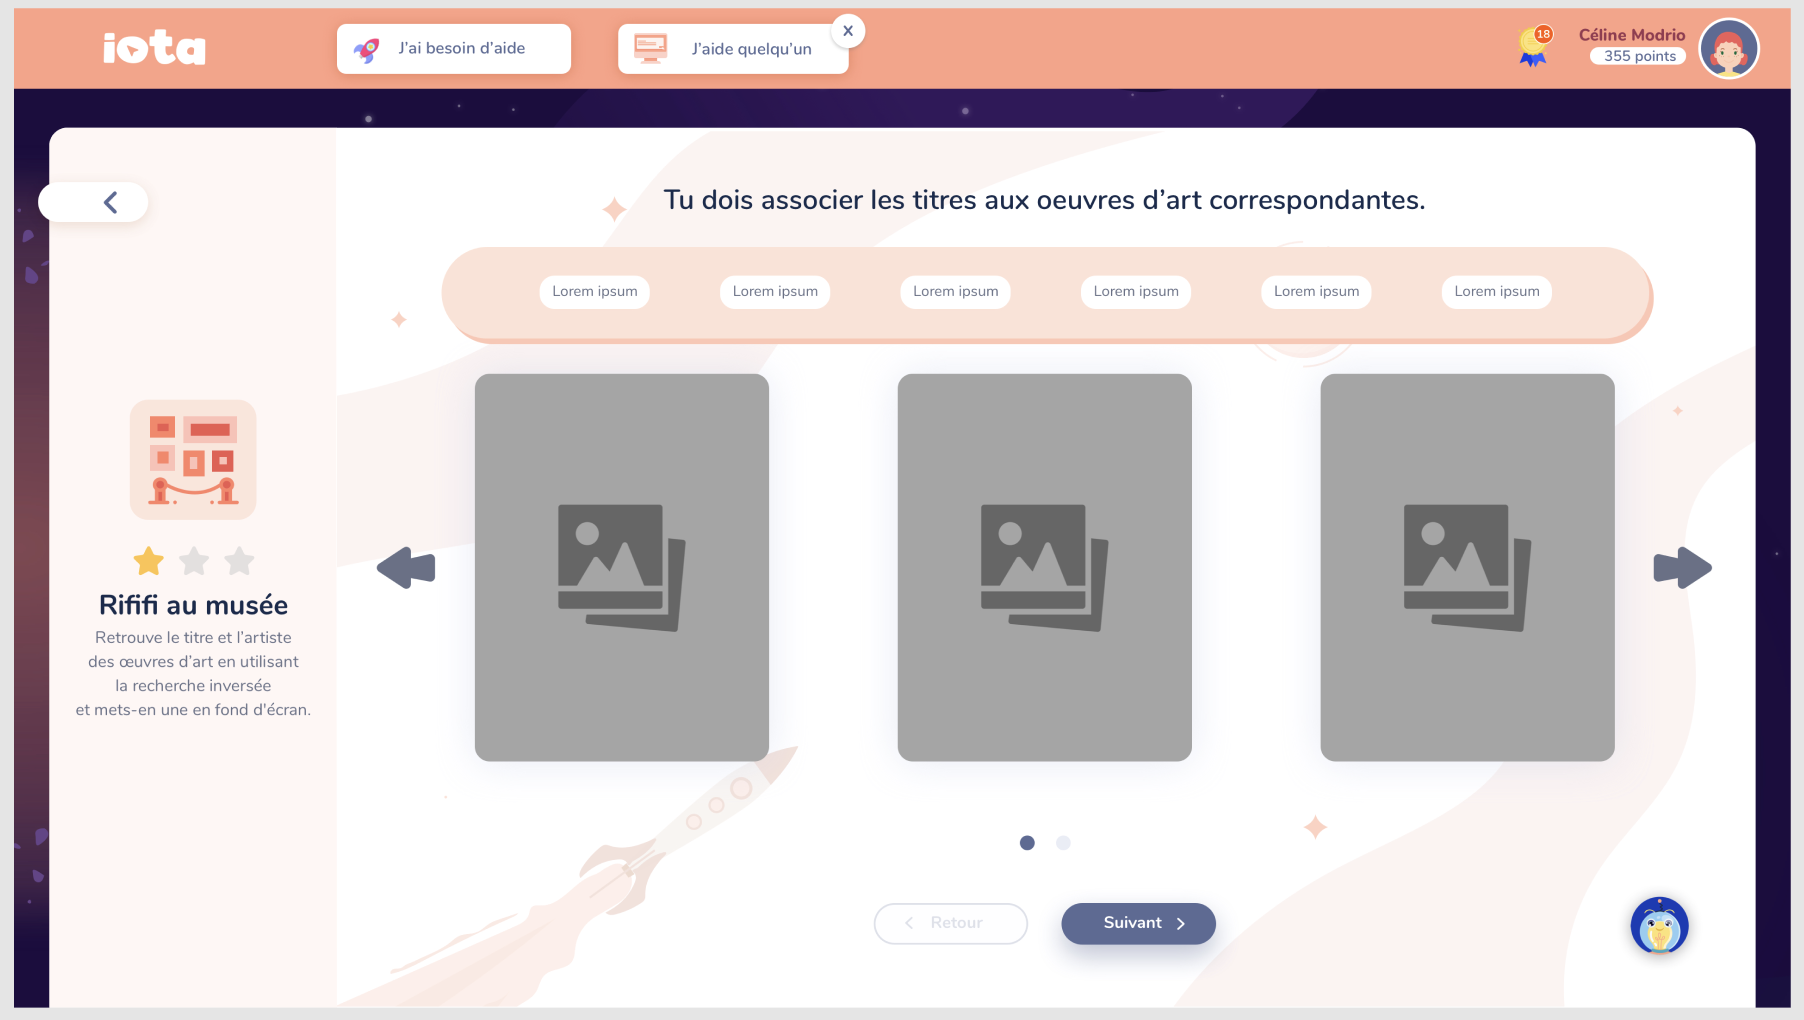 iota
J’ai besoin d’aide
J’aide quelqu’un
X
18
Céline Modrio
355 points
Tu dois associer les titres aux oeuvres d’art correspondantes.
Lorem ipsum
Lorem ipsum
Lorem ipsum
Lorem ipsum
Lorem ipsum
Lorem ipsum
Rififi au musée
Retrouve le titre et l’artiste
des œuvres d’art en utilisant
la recherche inversée
et mets-en une en fond d'écran.
Retour
Suivant